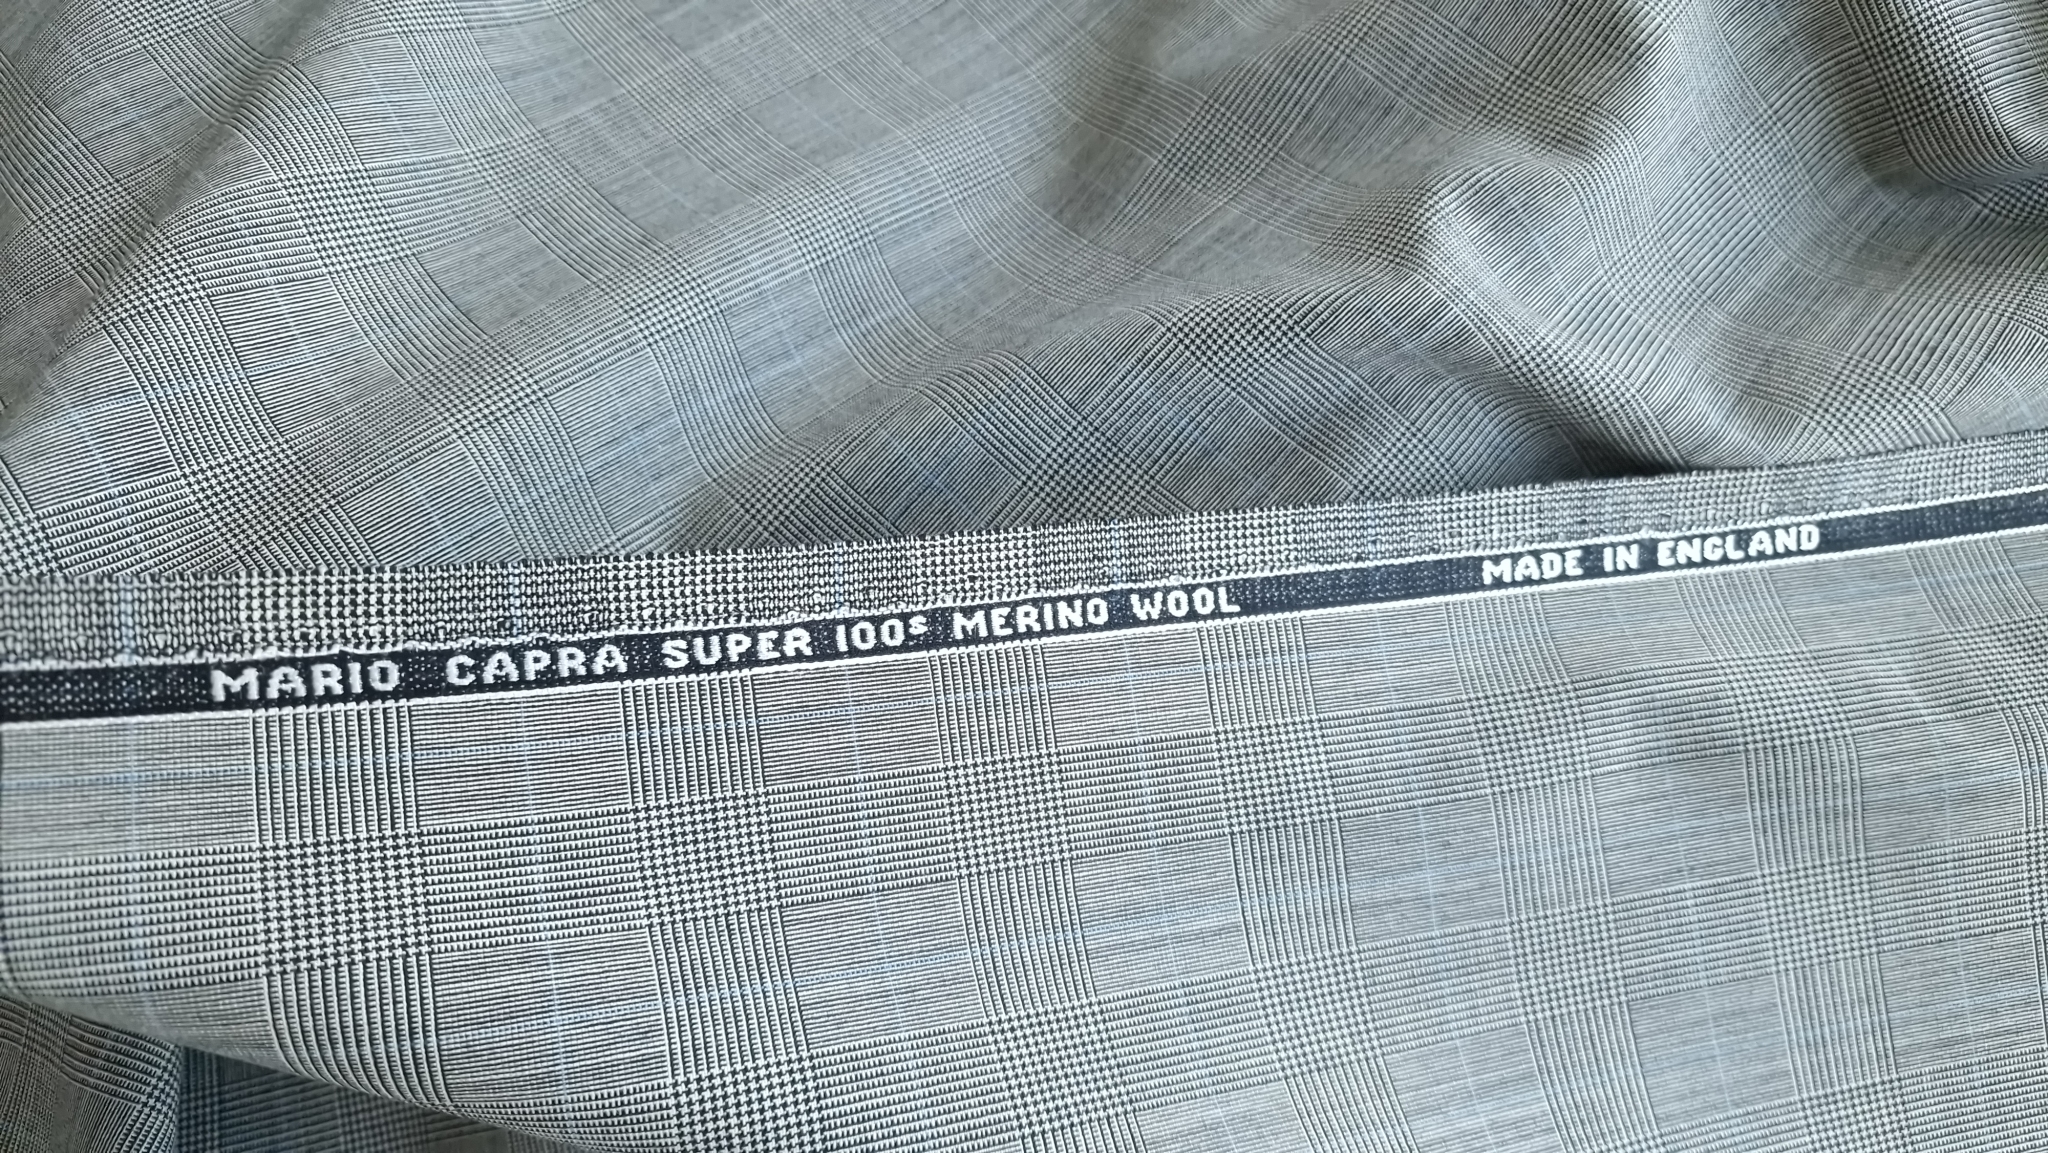 MARIO CAPRA SUPER 100s MERINO WOOL MADE IN ENGLAND